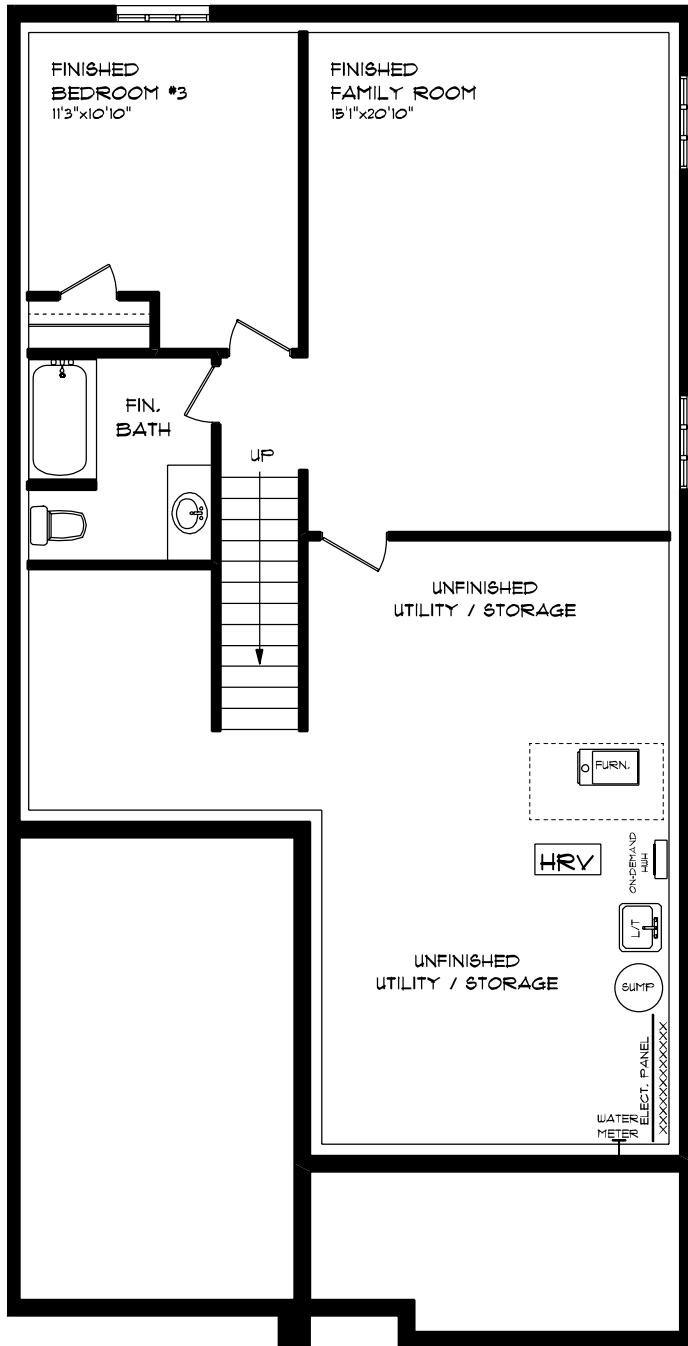 FINISHED
BEDROOM #3
11'3"x10'10"
FINISHED
FAMILY ROOM
15'1"x20'10"
FIN.
BATH
UP
UNFINISHED
UTILITY / STORAGE
FURN.
HRV
ON-DEMAND
HWH
L/T
UNFINISHED
UTILITY / STORAGE
SUMP
ELECT. PANEL
XXXXXXXXXXXX
WATER
METER